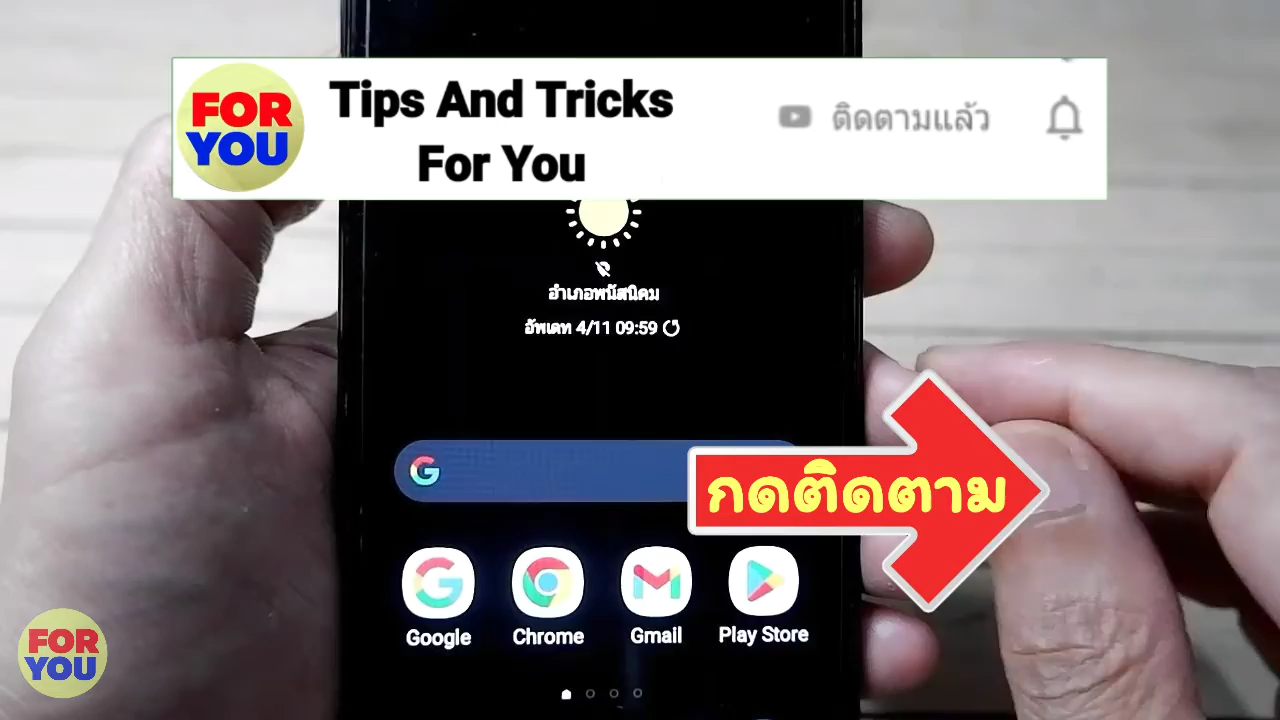 FOR
YOU
Tips And Tricks
For You
ติดตามแล้ว
อำเภอพนัสนิคม
อัพเดท 4/11 09:59
G
กดติดตาม
Google
Chrome
Gmail
Play Store
FOR
YOU